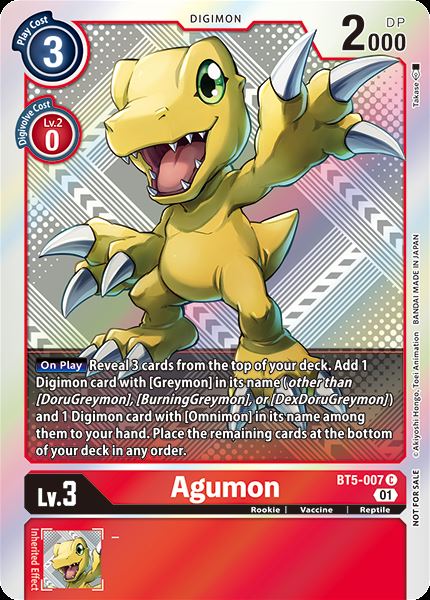 Play Cost
3
DIGIMON
DP
2000
Digivolve Cost
Lv.2
0
Takase
©Akiyoshi Hongo, Toei Animation BANDAI MADE IN JAPAN
NOT FOR SALE
On Play Reveal 3 cards from the top of your deck. Add 1
Digimon card with [Greymon] in its name (other than
[DoruGreymon], [BurningGreymon], or [DexDoruGreymon])
and 1 Digimon card with [Omnimon] in its name among
them to your hand. Place the remaining cards at the bottom
of your deck in any order.
Lv.3
Agumon
BT5-007 C
01
Rookie | Vaccine | Reptile
Inherited Effect
–